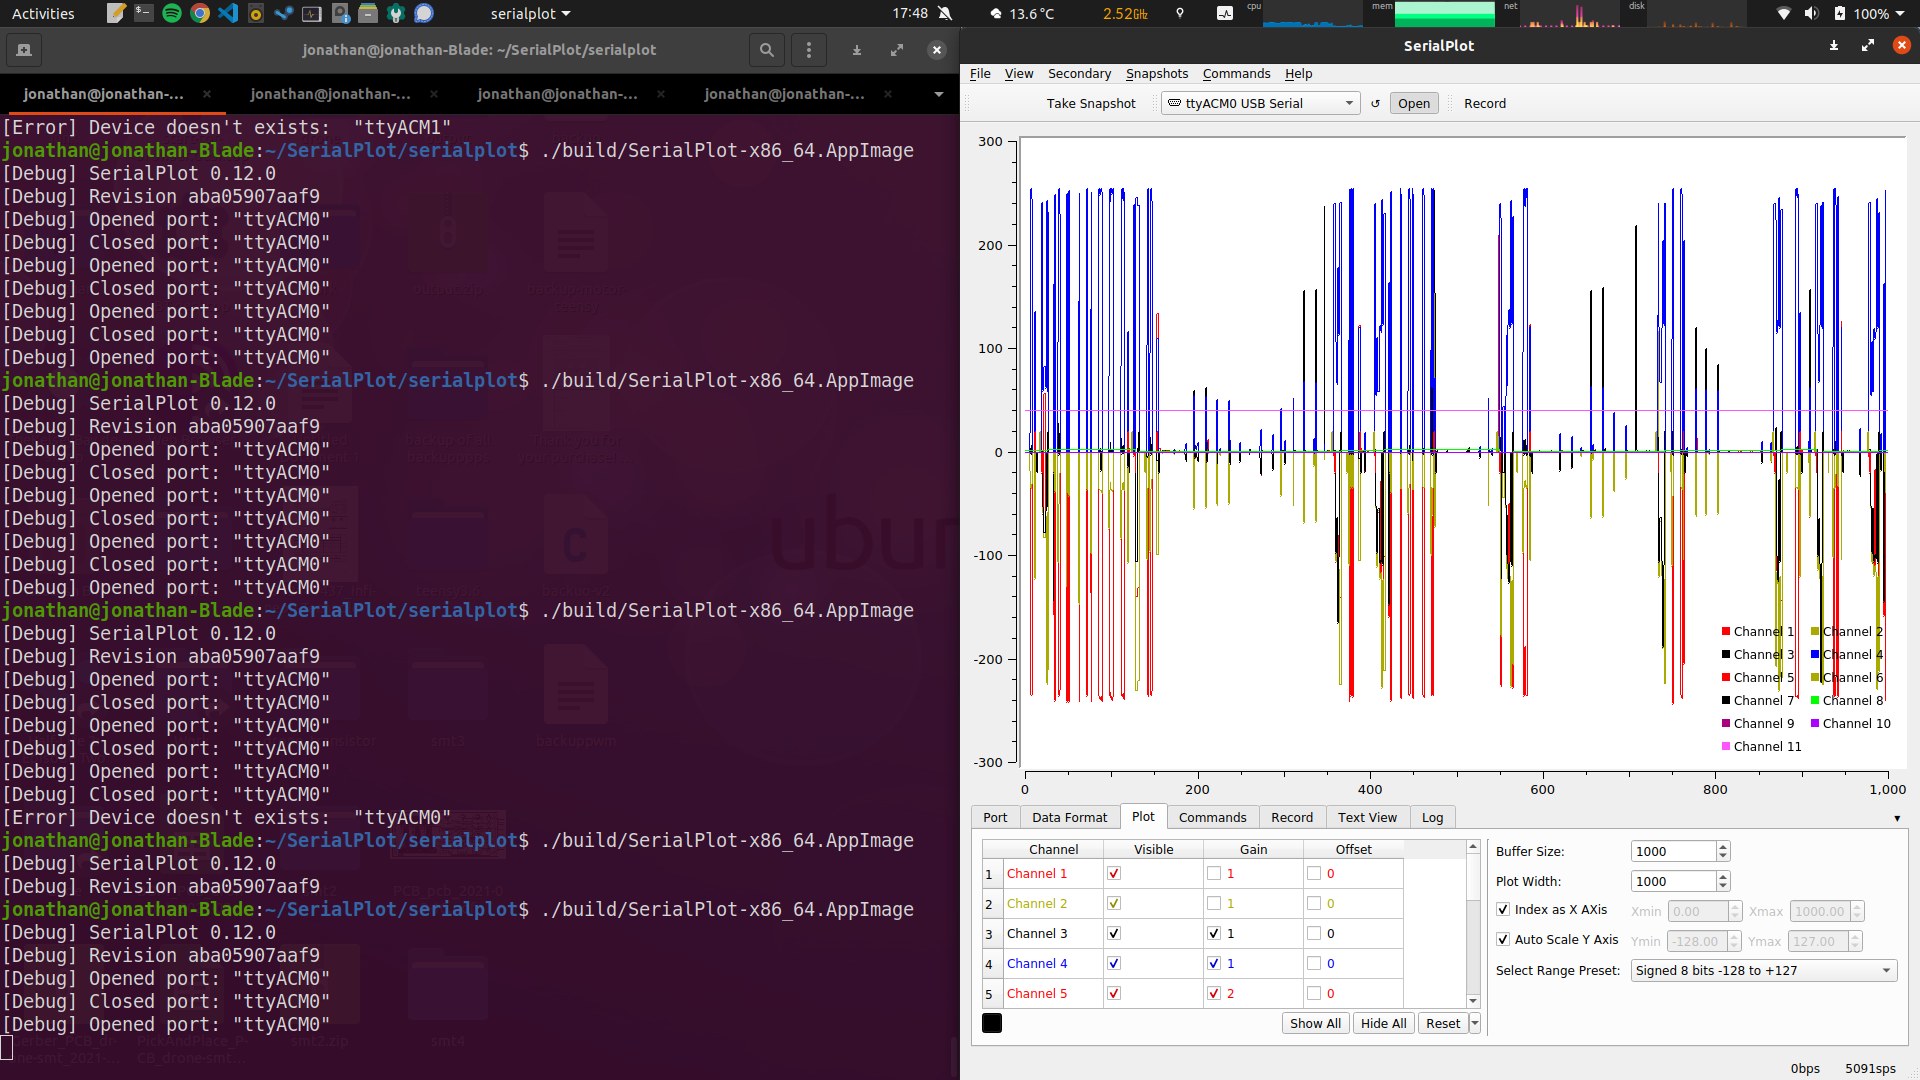 Activities
serialplot
17:48
13.6°C
2.52GHz
cpu
mem
net
disk
100%
jonathan@jonathan-Blade: ~/SerialPlot/serialplot
jonathan@jonathan-...
jonathan@jonathan-...
jonathan@jonathan-...
jonathan@jonathan-...
[Error] Device doesn't exists:  "ttyACM1"
jonathan@jonathan-Blade:~/SerialPlot/serialplot$ ./build/SerialPlot-x86_64.AppImage
[Debug] SerialPlot 0.12.0
[Debug] Revision aba05907aaf9
[Debug] Opened port: "ttyACM0"
[Debug] Closed port: "ttyACM0"
[Debug] Opened port: "ttyACM0"
[Debug] Closed port: "ttyACM0"
[Debug] Opened port: "ttyACM0"
[Debug] Closed port: "ttyACM0"
[Debug] Opened port: "ttyACM0"
jonathan@jonathan-Blade:~/SerialPlot/serialplot$ ./build/SerialPlot-x86_64.AppImage
[Debug] SerialPlot 0.12.0
[Debug] Revision aba05907aaf9
[Debug] Opened port: "ttyACM0"
[Debug] Closed port: "ttyACM0"
[Debug] Opened port: "ttyACM0"
[Debug] Closed port: "ttyACM0"
[Debug] Opened port: "ttyACM0"
[Debug] Closed port: "ttyACM0"
[Debug] Opened port: "ttyACM0"
jonathan@jonathan-Blade:~/SerialPlot/serialplot$ ./build/SerialPlot-x86_64.AppImage
[Debug] SerialPlot 0.12.0
[Debug] Revision aba05907aaf9
[Debug] Opened port: "ttyACM0"
[Debug] Closed port: "ttyACM0"
[Debug] Opened port: "ttyACM0"
[Debug] Closed port: "ttyACM0"
[Debug] Opened port: "ttyACM0"
[Debug] Closed port: "ttyACM0"
[Error] Device doesn't exists:  "ttyACM0"
jonathan@jonathan-Blade:~/SerialPlot/serialplot$ ./build/SerialPlot-x86_64.AppImage
[Debug] SerialPlot 0.12.0
[Debug] Revision aba05907aaf9
jonathan@jonathan-Blade:~/SerialPlot/serialplot$ ./build/SerialPlot-x86_64.AppImage
[Debug] SerialPlot 0.12.0
[Debug] Revision aba05907aaf9
[Debug] Opened port: "ttyACM0"
[Debug] Closed port: "ttyACM0"
[Debug] Opened port: "ttyACM0"
smt3
backuppwm
smt2.zip
smt4
SerialPlot
File View Secondary Snapshots Commands Help
Take Snapshot
ttyACM0 USB Serial
Open
Record
300
200
100
0
-100
-200
-300
0 200 400 600 800 1,000
Channel 1 Channel 2
Channel 3 Channel 4
Channel 5 Channel 6
Channel 7 Channel 8
Channel 9 Channel 10
Channel 11
Port Data Format Plot Commands Record Text View Log
Channel Visible Gain Offset
1 Channel 1 1 0
2 Channel 2 1 0
3 Channel 3 1 0
4 Channel 4 1 0
5 Channel 5 2 0
Show All Hide All Reset
Buffer Size: 1000
Plot Width: 1000
Index as X AXis Xmin 0.00 Xmax 1000.00
Auto Scale Y Axis Ymin -128.00 Ymax 127.00
Select Range Preset: Signed 8 bits -128 to +127
0bps 5091sps